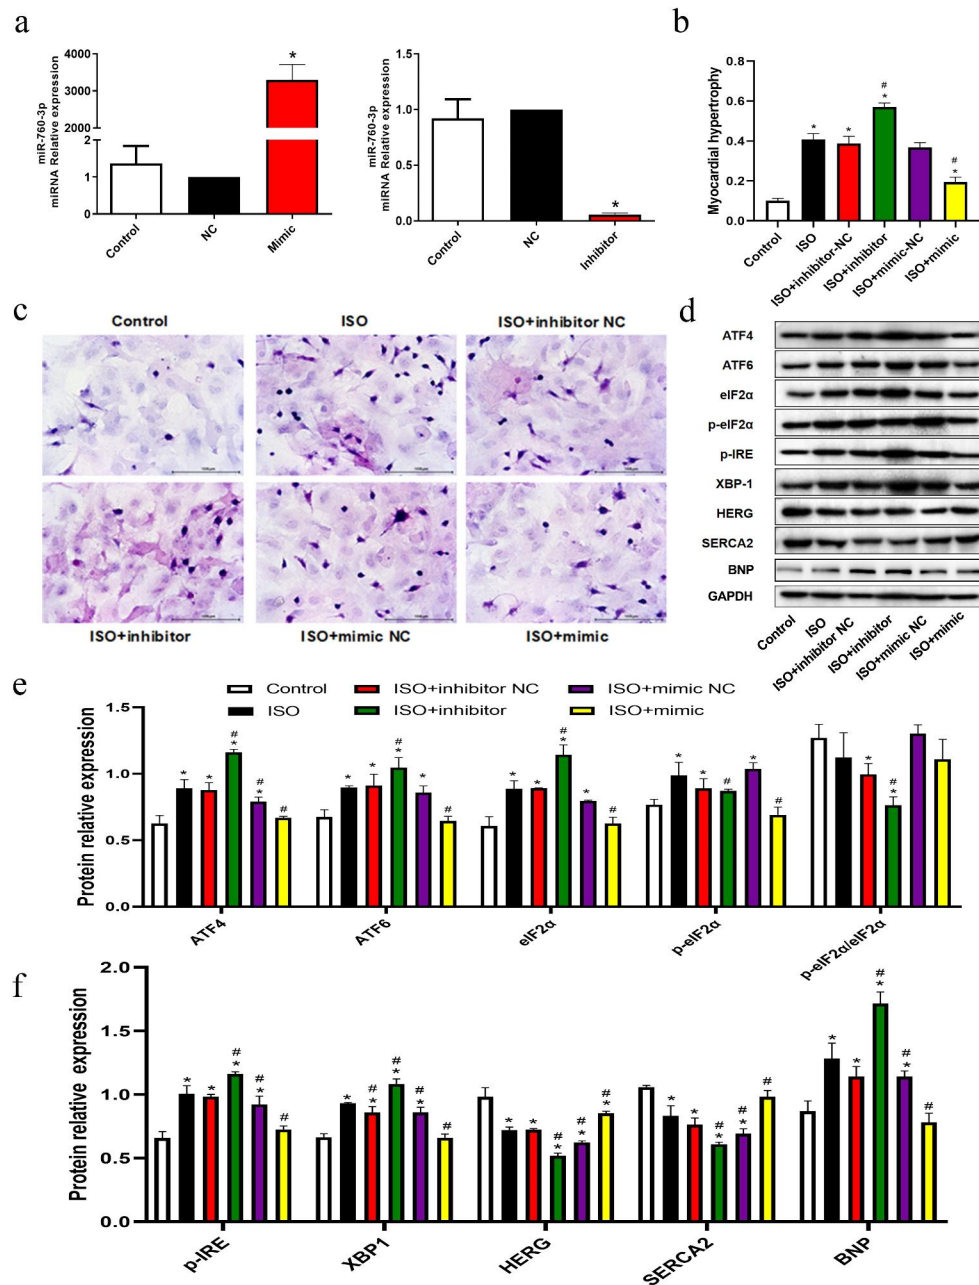 a
miR-760-3p
miRNA Relative expression
4000
3000
2000
2
1
0
*
Control
NC
Mimic
miR-760-3p
miRNA Relative expression
1.5
1.0
0.5
0.0
*
Control
NC
Inhibitor
b
Myocardial hypertrophy
0.8
0.6
0.4
0.2
0.0
*
*
#
*
#
*
Control
ISO
ISO+inhibitor-NC
ISO+inhibitor
ISO+mimic-NC
ISO+mimic
c
Control
ISO
ISO+inhibitor NC
ISO+inhibitor
ISO+mimic NC
ISO+mimic
d
ATF4
ATF6
eIF2α
p-eIF2α
p-IRE
XBP-1
HERG
SERCA2
BNP
GAPDH
Control
ISO
ISO+inhibitor NC
ISO+inhibitor
ISO+mimic NC
ISO+mimic
e
Control
ISO+inhibitor NC
ISO+mimic NC
ISO
ISO+inhibitor
ISO+mimic
Protein relative expression
1.5
1.0
0.5
0.0
* * # * # * #
* * # * * #
* * # * * #
* * # * #
* # *
ATF4
ATF6
eIF2α
p-eIF2α
p-eIF2α/eIF2α
f
Protein relative expression
2.0
1.5
1.0
0.5
0.0
* * # * # * #
* # * # * # * #
* * # * # * # *
* * # * # * #
* * # * # * #
p-IRE
XBP1
HERG
SERCA2
BNP